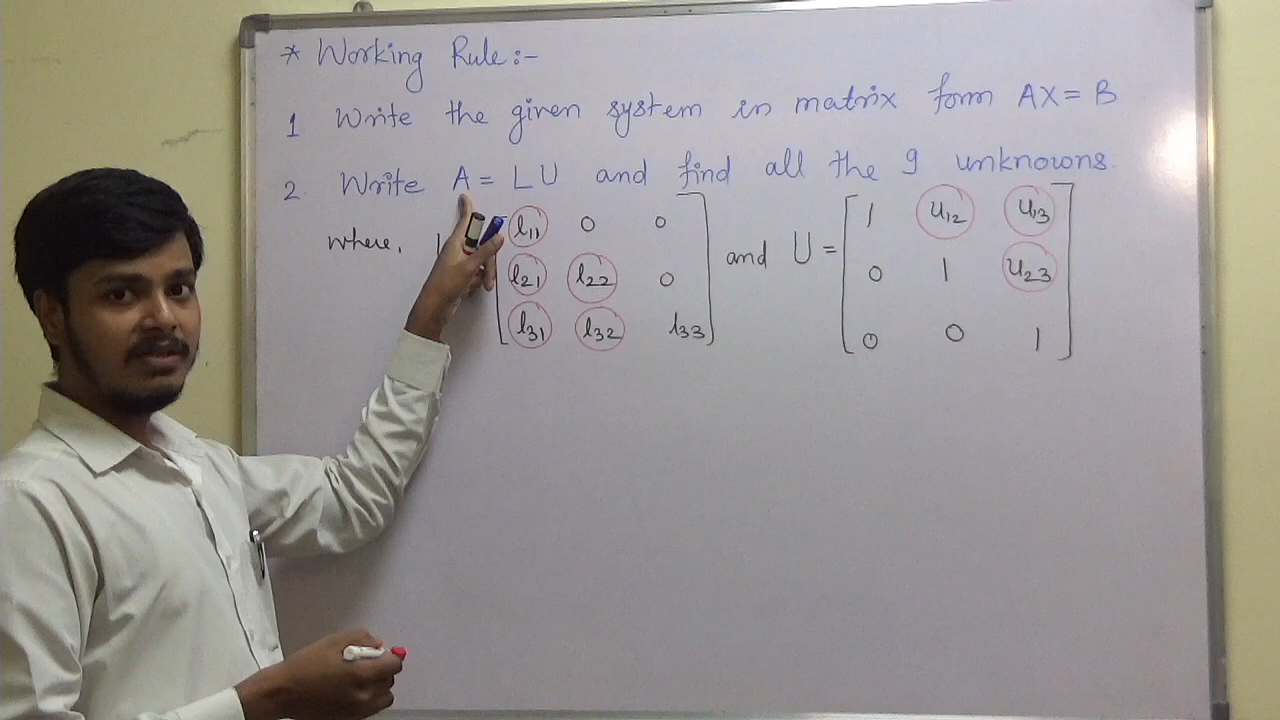 * Working Rule:-
1 Write the given system in matrix form AX = B
2. Write A = LU and find all the 9 unknowns.
where, l11 0 0 and U = 1 u12 u13
l21 l22 0 0 1 u23
l31 l32 l33 0 0 1